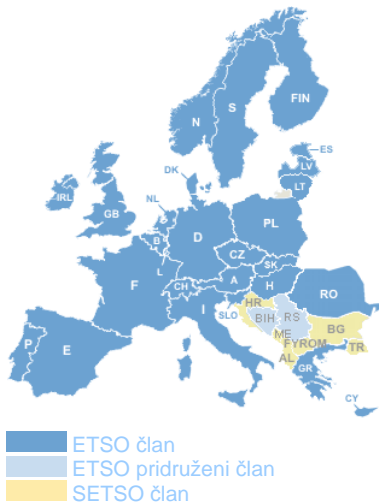 FIN
S
N
ES
LV
DK
LT
IRL
NL
GB
PL
B
D
CZ
L
SK
F
CH
A
H
RO
I
SLO
HR
BIH
RS
BG
ME
FYROM
TR
P
E
AL
GR
CY
ETSO član
ETSO pridruženi član
SETSO član